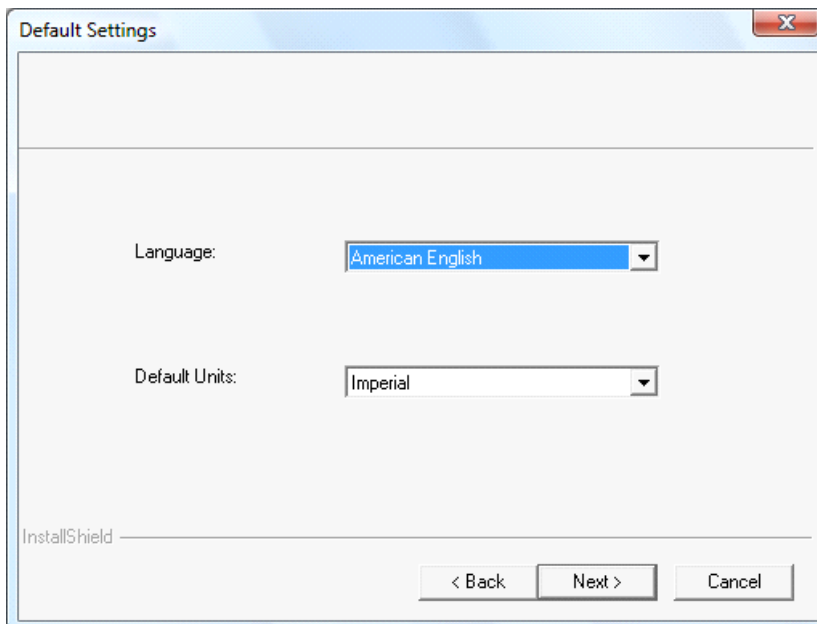 Default Settings
Language:
American English
Default Units:
Imperial
InstallShield
< Back
Next >
Cancel